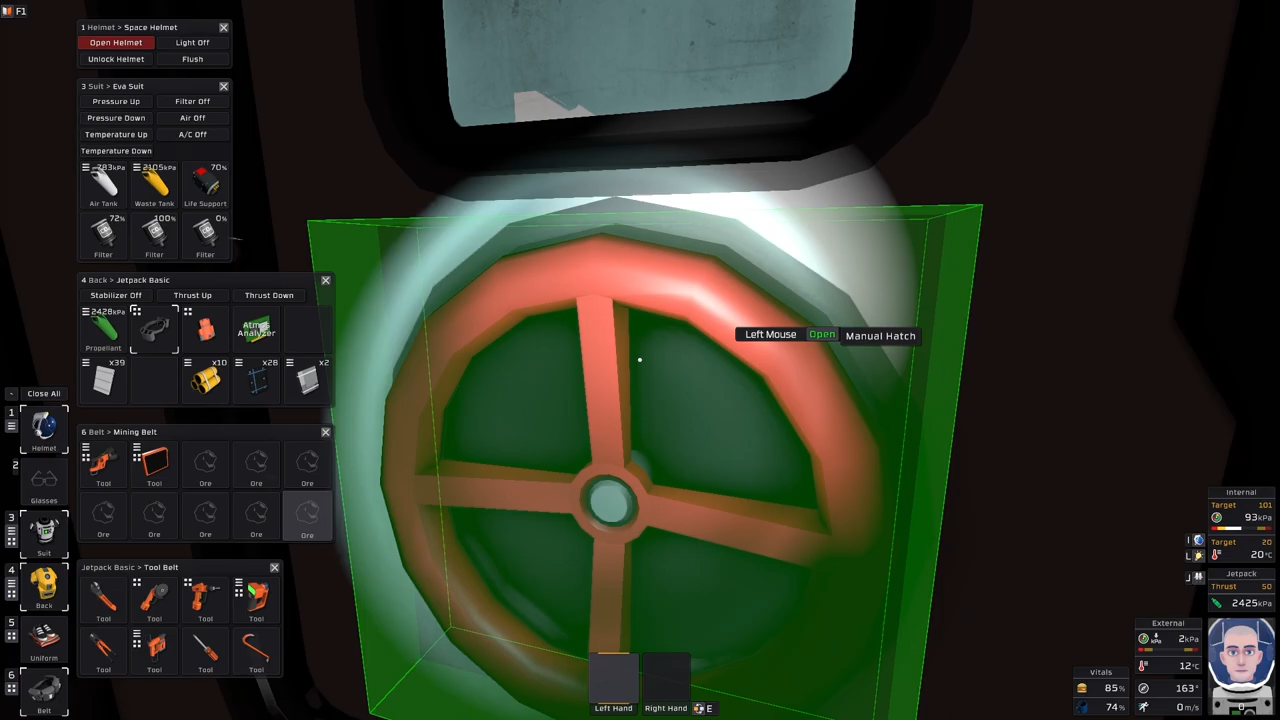 F1
1 Helmet > Space Helmet
Open Helmet
Light Off
Unlock Helmet
Flush
3 Suit > Eva Suit
Pressure Up
Filter Off
Pressure Down
Air Off
Temperature Up
A/C Off
Temperature Down
783kPa
2105kPa
70%
Air Tank
Waste Tank
Life Support
72%
100%
0%
Filter
Filter
Filter
4 Back > Jetpack Basic
Stabilizer Off
Thrust Up
Thrust Down
2428kPa
Atmos Analyzer
Propellant
x39
x10
x28
x2
6 Belt > Mining Belt
Tool
Tool
Ore
Ore
Ore
Ore
Ore
Ore
Ore
Ore
Jetpack Basic > Tool Belt
Tool
Tool
Tool
Tool
Tool
Tool
Tool
Tool
- Close All
1
Helmet
2
Glasses
3
Suit
4
Back
5
Uniform
6
Belt
Left Mouse Open Manual Hatch
Left Hand
Right Hand
E
Internal
Target 101
93kPa
Target 20
20°C
I
L
J
Jetpack
Thrust 50
2425kPa
External
kPa
2kPa
12°C
Vitals
85%
163°
74%
0m/s
0